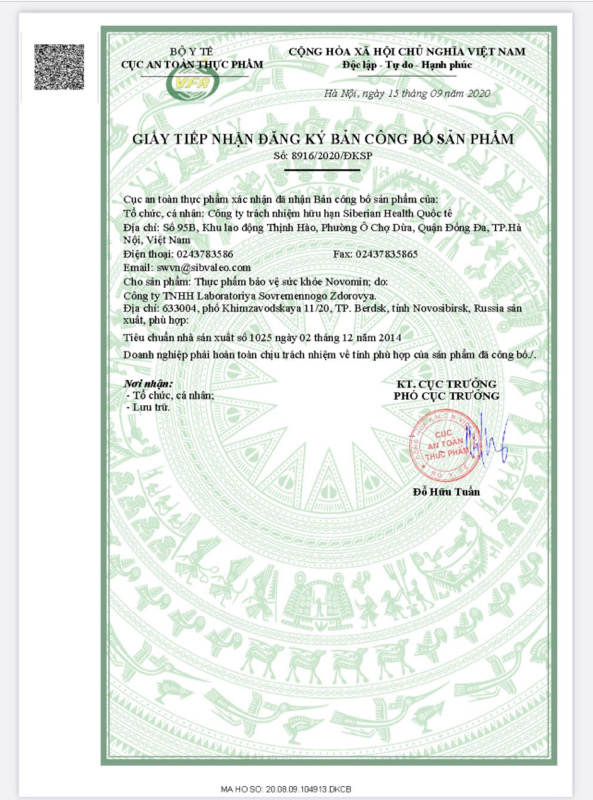 BỘ Y TẾ
CỤC AN TOÀN THỰC PHẨM
VFA
CỘNG HÒA XÃ HỘI CHỦ NGHĨA VIỆT NAM
Độc lập - Tự do - Hạnh phúc
Hà Nội, ngày 15 tháng 09 năm 2020
GIẤY TIẾP NHẬN ĐĂNG KÝ BẢN CÔNG BỐ SẢN PHẨM
Số: 8916/2020/ĐKSP
Cục an toàn thực phẩm xác nhận đã nhận Bản công bố sản phẩm của:
Tổ chức, cá nhân: Công ty trách nhiệm hữu hạn Siberian Health Quốc tế
Địa chỉ: Số 95B, Khu lao động Thịnh Hào, Phường Ô Chợ Dừa, Quận Đống Đa, TP.Hà
Nội, Việt Nam
Điện thoại: 0243783586 Fax: 02437835865
Email: swvn@sibvaleo.com
Cho sản phẩm: Thực phẩm bảo vệ sức khỏe Novomin; do:
Công ty TNHH Laboratoriya Sovremennogo Zdorovya.
Địa chỉ: 633004, phố Khimzavodskaya 11/20, TP. Berdsk, tỉnh Novosibirsk, Russia sản
xuất, phù hợp:
Tiêu chuẩn nhà sản xuất số 1025 ngày 02 tháng 12 năm 2014
Doanh nghiệp phải hoàn toàn chịu trách nhiệm về tính phù hợp của sản phẩm đã công bố./.
Nơi nhận:
- Tổ chức, cá nhân;
- Lưu trữ.
KT. CỤC TRƯỞNG
PHÓ CỤC TRƯỞNG
CỤC
AN TOÀN
THỰC PHẨM
Đỗ Hữu Tuấn
MA HO SO: 20.08.09.104913.DKCB